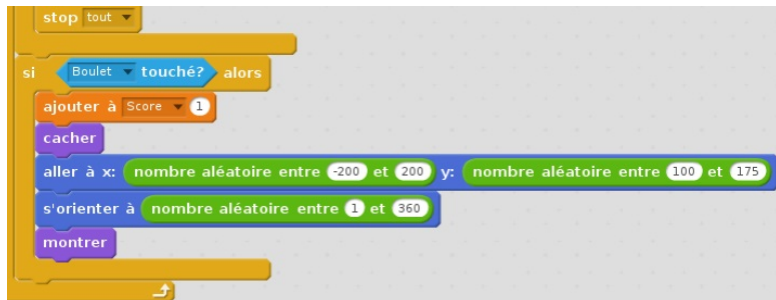 stop tout
si Boulet touché? alors
ajouter à Score 1
cacher
aller à x: nombre aléatoire entre -200 et 200 y: nombre aléatoire entre 100 et 175
s'orienter à nombre aléatoire entre 1 et 360
montrer